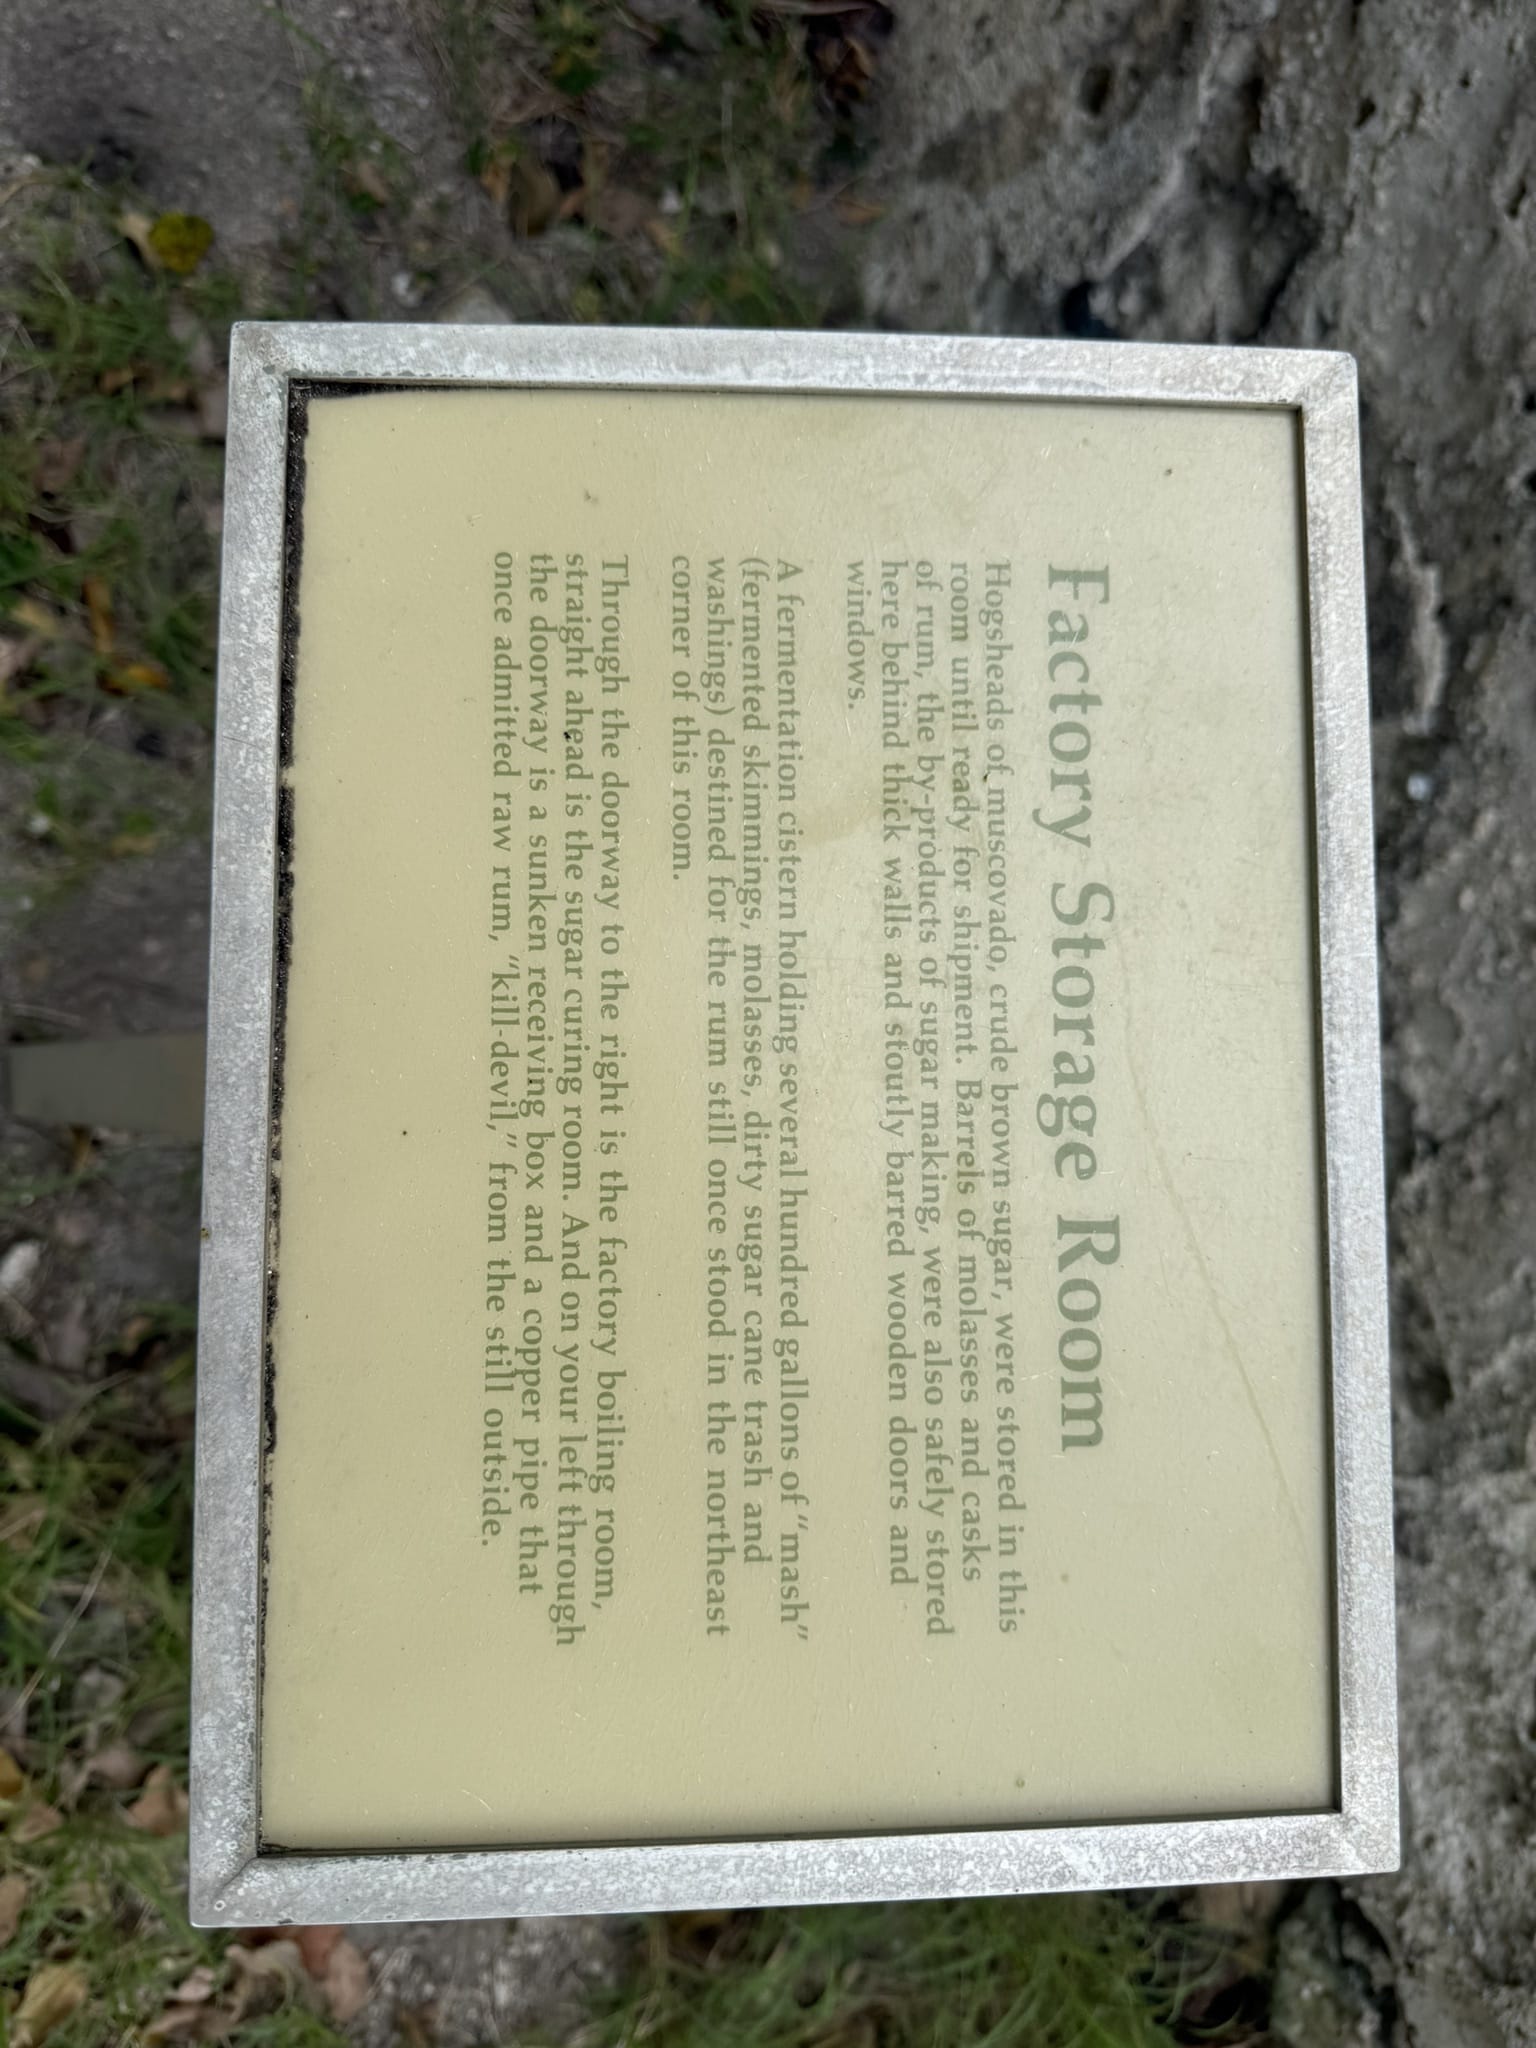 Factory Storage Room
Hogsheads of muscovado, crude brown sugar, were stored in this
room until ready for shipment. Barrels of molasses and casks
of rum, the by-products of sugar making, were also safely stored
here behind thick walls and stoutly barred wooden doors and
windows.
A fermentation cistern holding several hundred gallons of “mash”
(fermented skimmings, molasses, dirty sugar cane trash and
washings) destined for the rum still once stood in the northeast
corner of this room.
Through the doorway to the right is the factory boiling room,
straight ahead is the sugar curing room. And on your left through
the doorway is a sunken receiving box and a copper pipe that
once admitted raw rum, “kill-devil,” from the still outside.